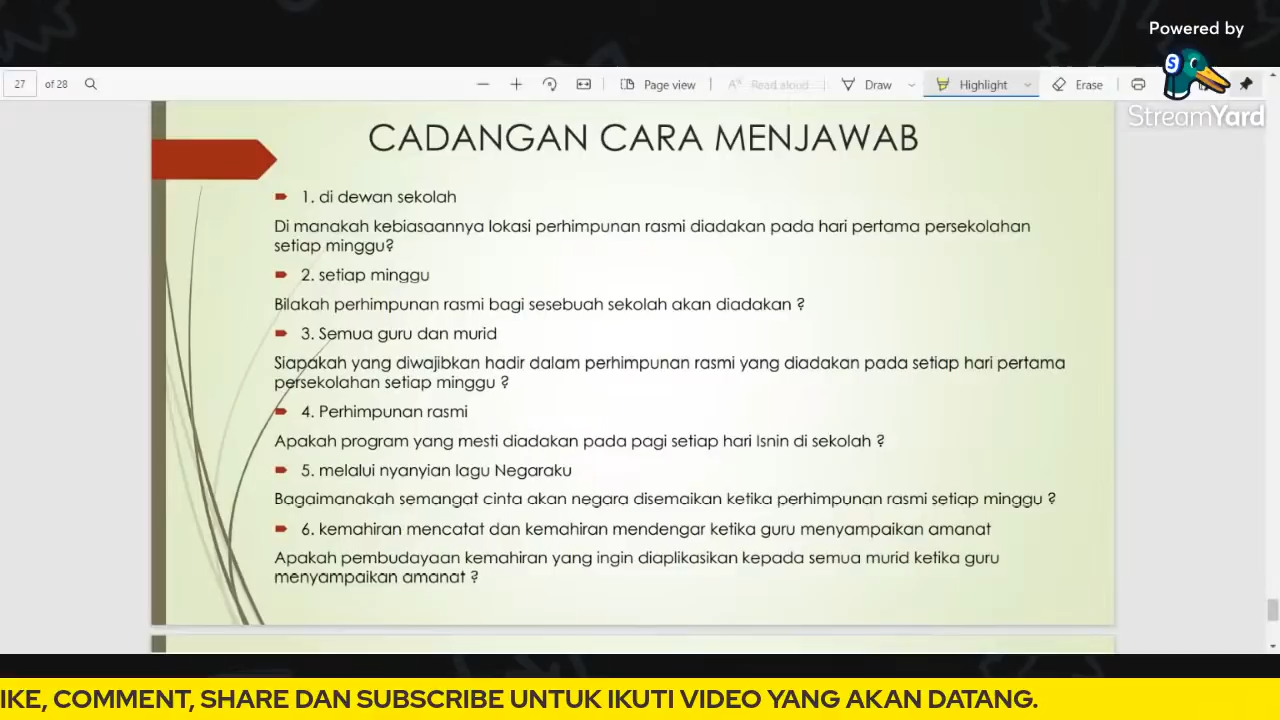 Powered by
StreamYard
27 of 28
Page view
Read aloud
Draw
Highlight
Erase
CADANGAN CARA MENJAWAB
1. di dewan sekolah
Di manakah kebiasaannya lokasi perhimpunan rasmi diadakan pada hari pertama persekolahan
setiap minggu?
2. setiap minggu
Bilakah perhimpunan rasmi bagi sesebuah sekolah akan diadakan ?
3. Semua guru dan murid
Siapakah yang diwajibkan hadir dalam perhimpunan rasmi yang diadakan pada setiap hari pertama
persekolahan setiap minggu ?
4. Perhimpunan rasmi
Apakah program yang mesti diadakan pada pagi setiap hari Isnin di sekolah ?
5. melalui nyanyian lagu Negaraku
Bagaimanakah semangat cinta akan negara disemaikan ketika perhimpunan rasmi setiap minggu ?
6. kemahiran mencatat dan kemahiran mendengar ketika guru menyampaikan amanat
Apakah pembudayaan kemahiran yang ingin diaplikasikan kepada semua murid ketika guru
menyampaikan amanat ?
IKE, COMMENT, SHARE DAN SUBSCRIBE UNTUK IKUTI VIDEO YANG AKAN DATANG.